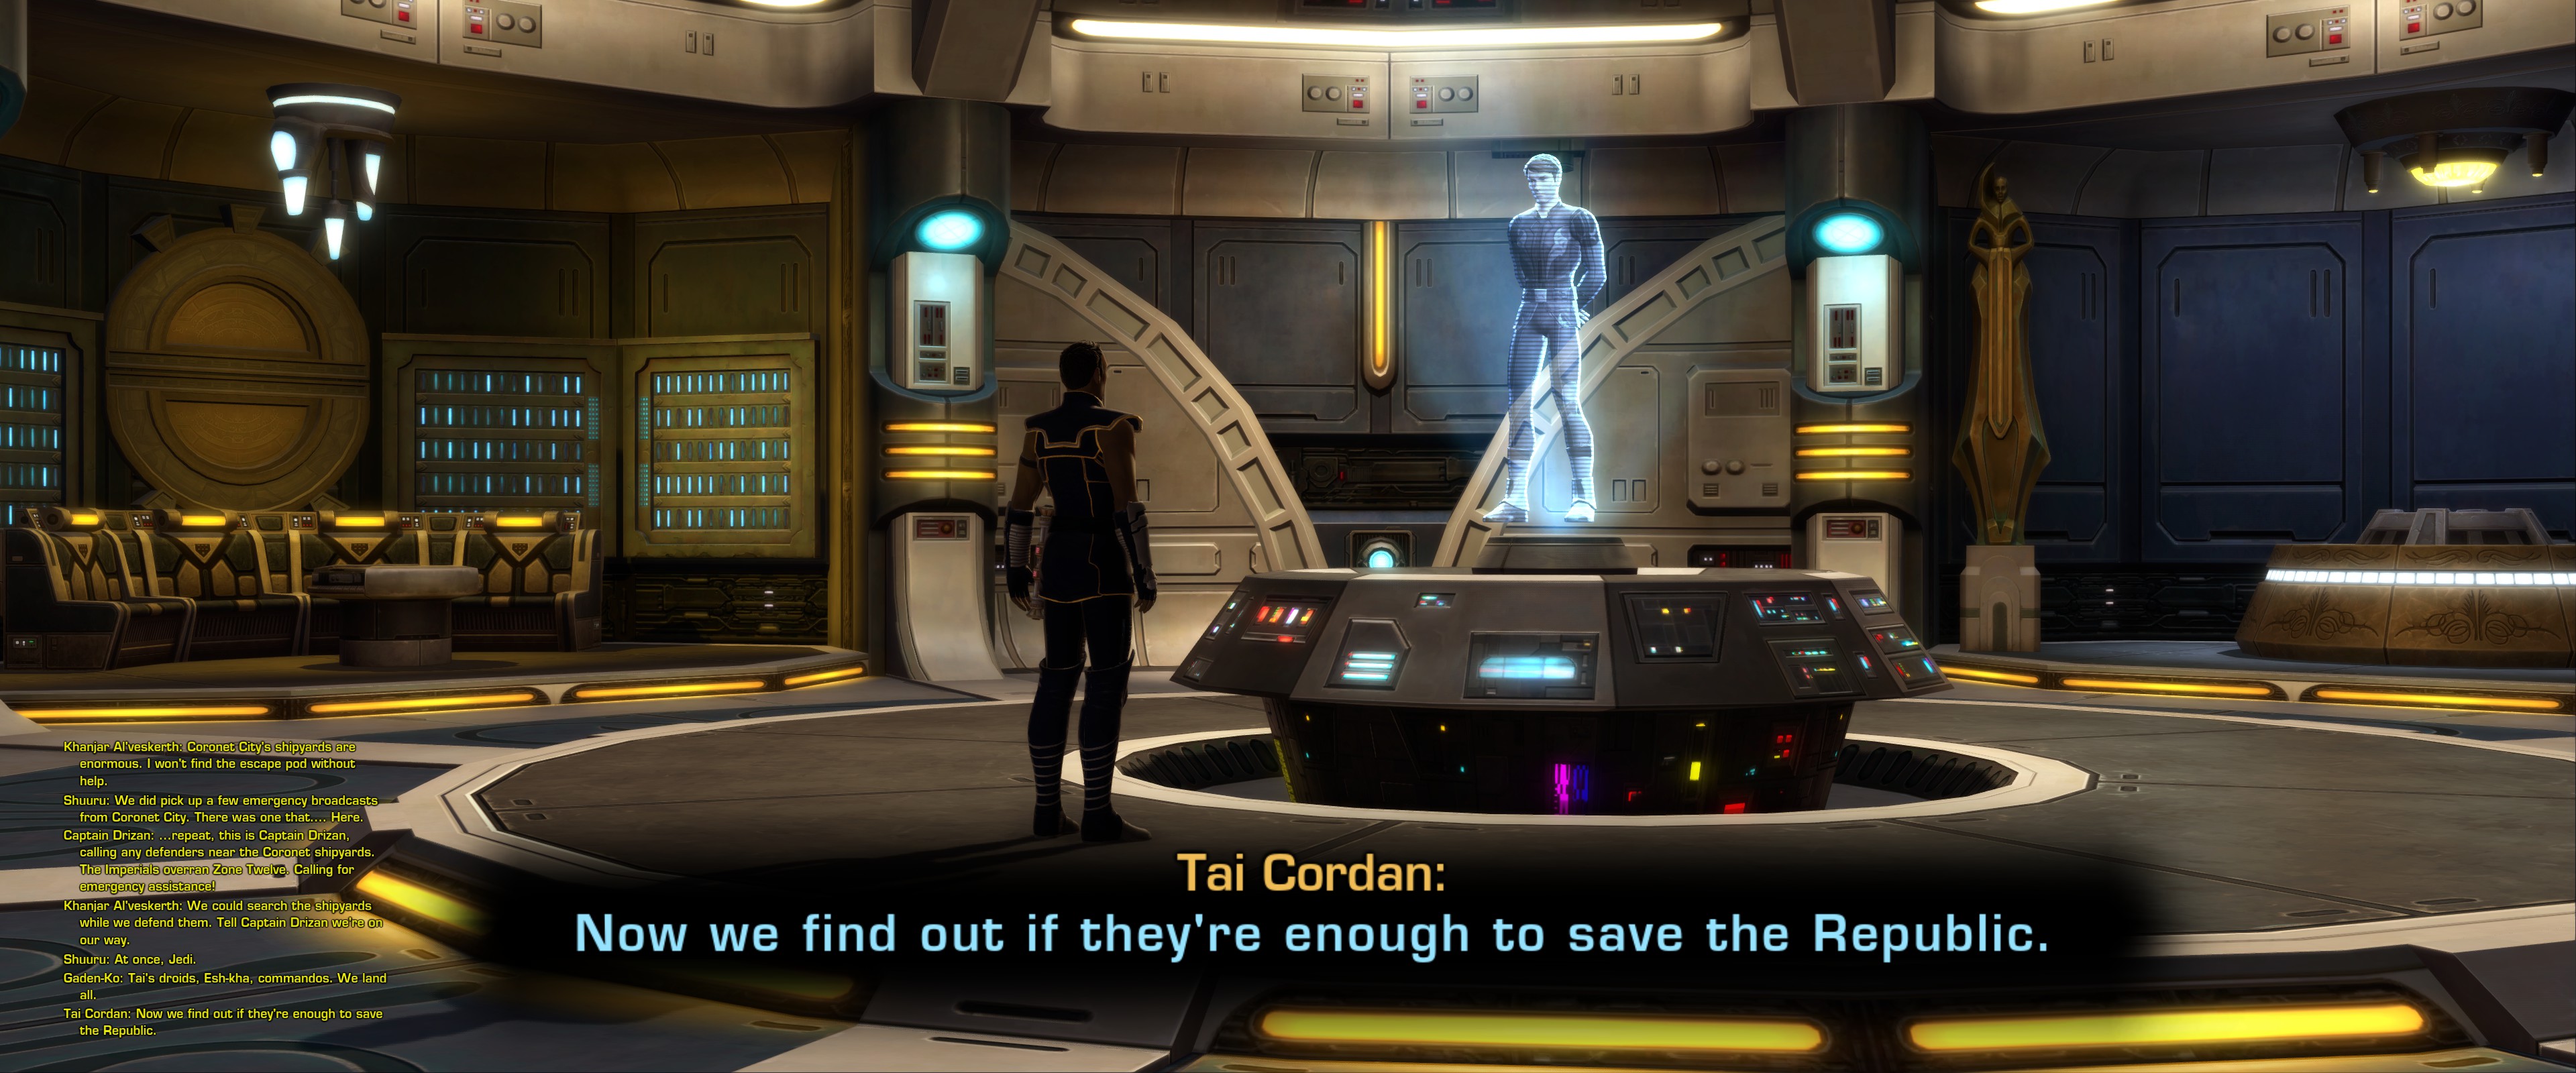 Khanjar Al'veskerth: Coronet City's shipyards are
enormous. I won't find the escape pod without
help.
Shuuru: We did pick up a few emergency broadcasts
from Coronet City. There was one that.... Here.
Captain Drizan: ...repeat, this is Captain Drizan,
calling any defenders near the Coronet shipyards.
The Imperials overran Zone Twelve. Calling for
emergency assistance!
Khanjar Al'veskerth: We could search the shipyards
while we defend them. Tell Captain Drizan we're on
our way.
Shuuru: At once, Jedi.
Gaden-Ko: Tai's droids, Esh-kha, commandos. We land
all.
Tai Cordan: Now we find out if they're enough to save
the Republic.
Tai Cordan:
Now we find out if they're enough to save the Republic.